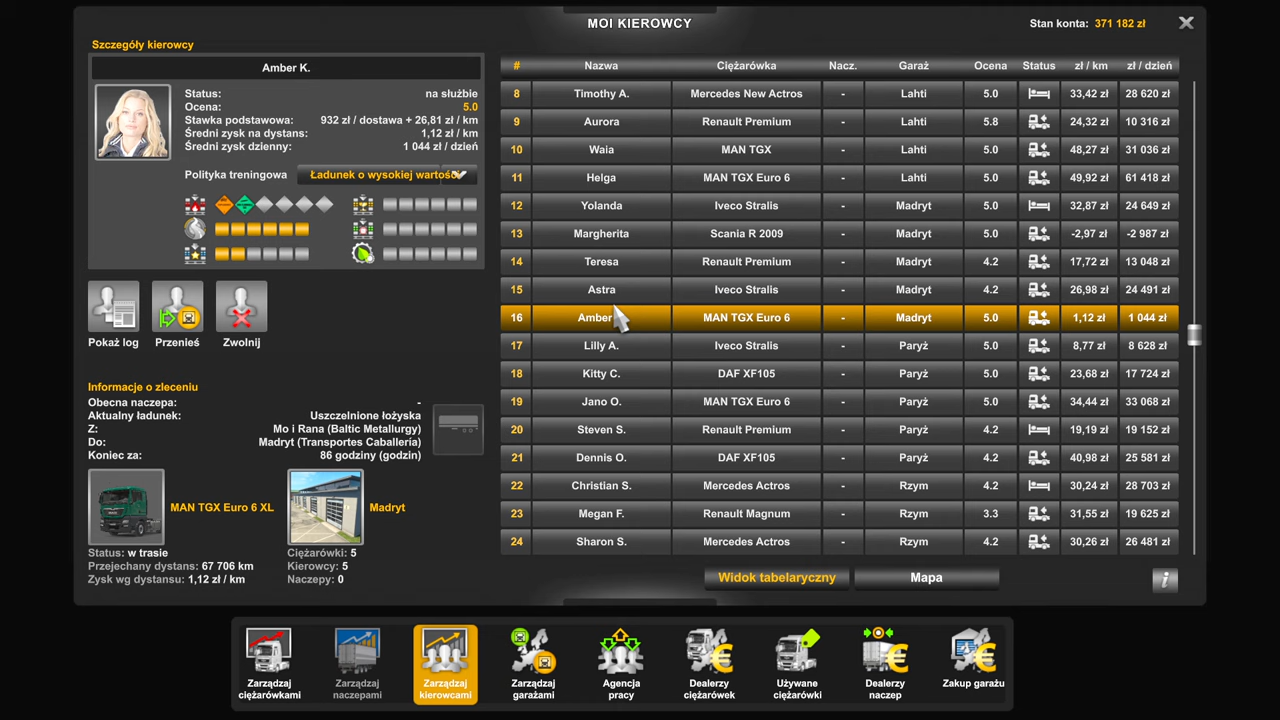 MOI KIEROWCY
Stan konta: 371 182 zł
Szczegóły kierowcy
Amber K.
Status: na służbie
Ocena: 5.0
Stawka podstawowa: 932 zł / dostawa + 26,81 zł / km
Średni zysk na dystans: 1,12 zł / km
Średni zysk dzienny: 1 044 zł / dzień
Polityka treningowa Ładunek o wysokiej wartości
Pokaż log Przenieś Zwolnij
Informacje o zleceniu
Obecna naczepa: -
Aktualny ładunek: Uszczelnione łożyska
Z: Mo i Rana (Baltic Metallurgy)
Do: Madryt (Transportes Caballería)
Koniec za: 86 godziny (godzin)
MAN TGX Euro 6 XL
Madryt
Status: w trasie
Przejechany dystans: 67 706 km
Zysk wg dystansu: 1,12 zł / km
Ciężarówki: 5
Kierowcy: 5
Naczepy: 0
# Nazwa Ciężarówka Nacz. Garaż Ocena Status zł / km zł / dzień
8 Timothy A. Mercedes New Actros - Lahti 5.0 33,42 zł 28 620 zł
9 Aurora Renault Premium - Lahti 5.8 24,32 zł 10 316 zł
10 Waia MAN TGX - Lahti 5.0 48,27 zł 31 036 zł
11 Helga MAN TGX Euro 6 - Lahti 5.0 49,92 zł 61 418 zł
12 Yolanda Iveco Stralis - Madryt 5.0 32,87 zł 24 649 zł
13 Margherita Scania R 2009 - Madryt 5.0 -2,97 zł -2 987 zł
14 Teresa Renault Premium - Madryt 4.2 17,72 zł 13 048 zł
15 Astra Iveco Stralis - Madryt 4.2 26,98 zł 24 491 zł
16 Amber MAN TGX Euro 6 - Madryt 5.0 1,12 zł 1 044 zł
17 Lilly A. Iveco Stralis - Paryż 5.0 8,77 zł 8 628 zł
18 Kitty C. DAF XF105 - Paryż 5.0 23,68 zł 17 724 zł
19 Jano O. MAN TGX Euro 6 - Paryż 5.0 34,44 zł 33 068 zł
20 Steven S. Renault Premium - Paryż 4.2 19,19 zł 19 152 zł
21 Dennis O. DAF XF105 - Paryż 4.2 40,98 zł 25 581 zł
22 Christian S. Mercedes Actros - Rzym 4.2 30,24 zł 28 703 zł
23 Megan F. Renault Magnum - Rzym 3.3 31,55 zł 19 625 zł
24 Sharon S. Mercedes Actros - Rzym 4.2 30,26 zł 26 481 zł
Widok tabelaryczny Mapa i
Zarządzaj ciężarówkami
Zarządzaj naczepami
Zarządzaj kierowcami
Zarządzaj garażami
Agencja pracy
Dealerzy ciężarówek
Używane ciężarówki
Dealerzy naczep
Zakup garażu